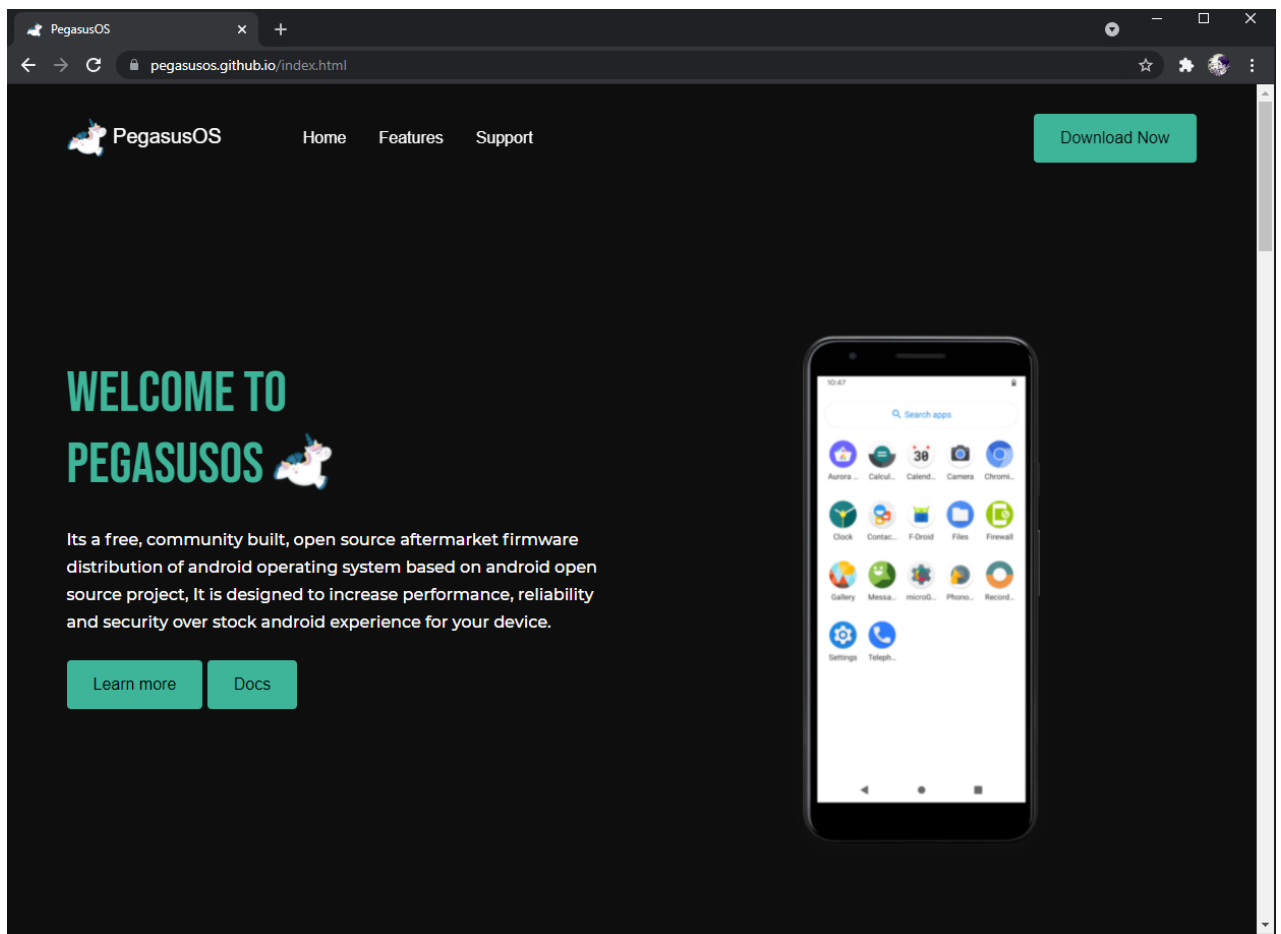 PegasusOS
pegasusos.github.io/index.html
PegasusOS
Home
Features
Support
Download Now
WELCOME TO
PEGASUSOS
Its a free, community built, open source aftermarket firmware
distribution of android operating system based on android open
source project, It is designed to increase performance, reliability
and security over stock android experience for your device.
Learn more
Docs
10:47
Search apps
Aurora ...
Calcul...
Calend...
Camera
Chromi...
30
Clock
Contac...
F-Droid
Files
Firewall
Gallery
Messa...
microG...
Phono...
Record...
Settings
Teleph...